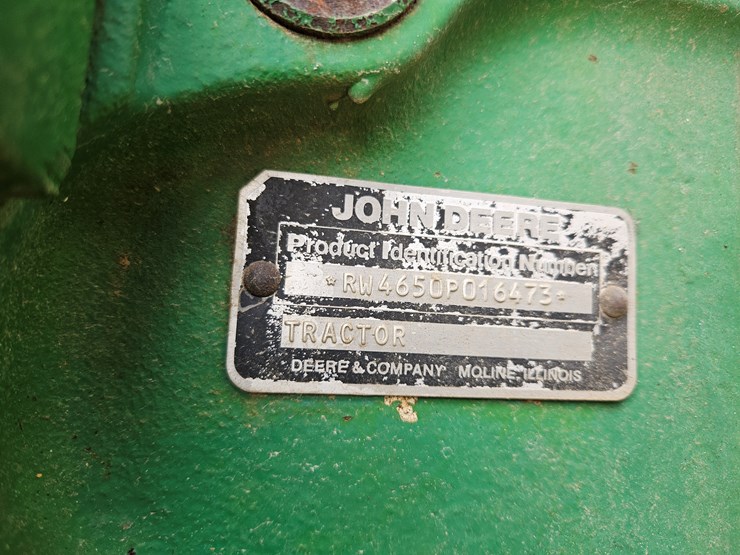 JOHN DEERE
Product Identification Number
*RW4650P016473*
TRACTOR
DEERE & COMPANY MOLINE ILLINOIS